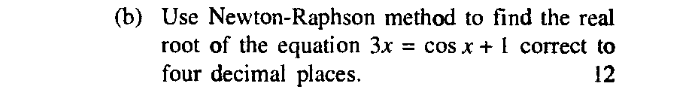 (b) Use Newton-Raphson method to find the real
root of the equation 3x = cos x + 1 correct to
four decimal places. 12